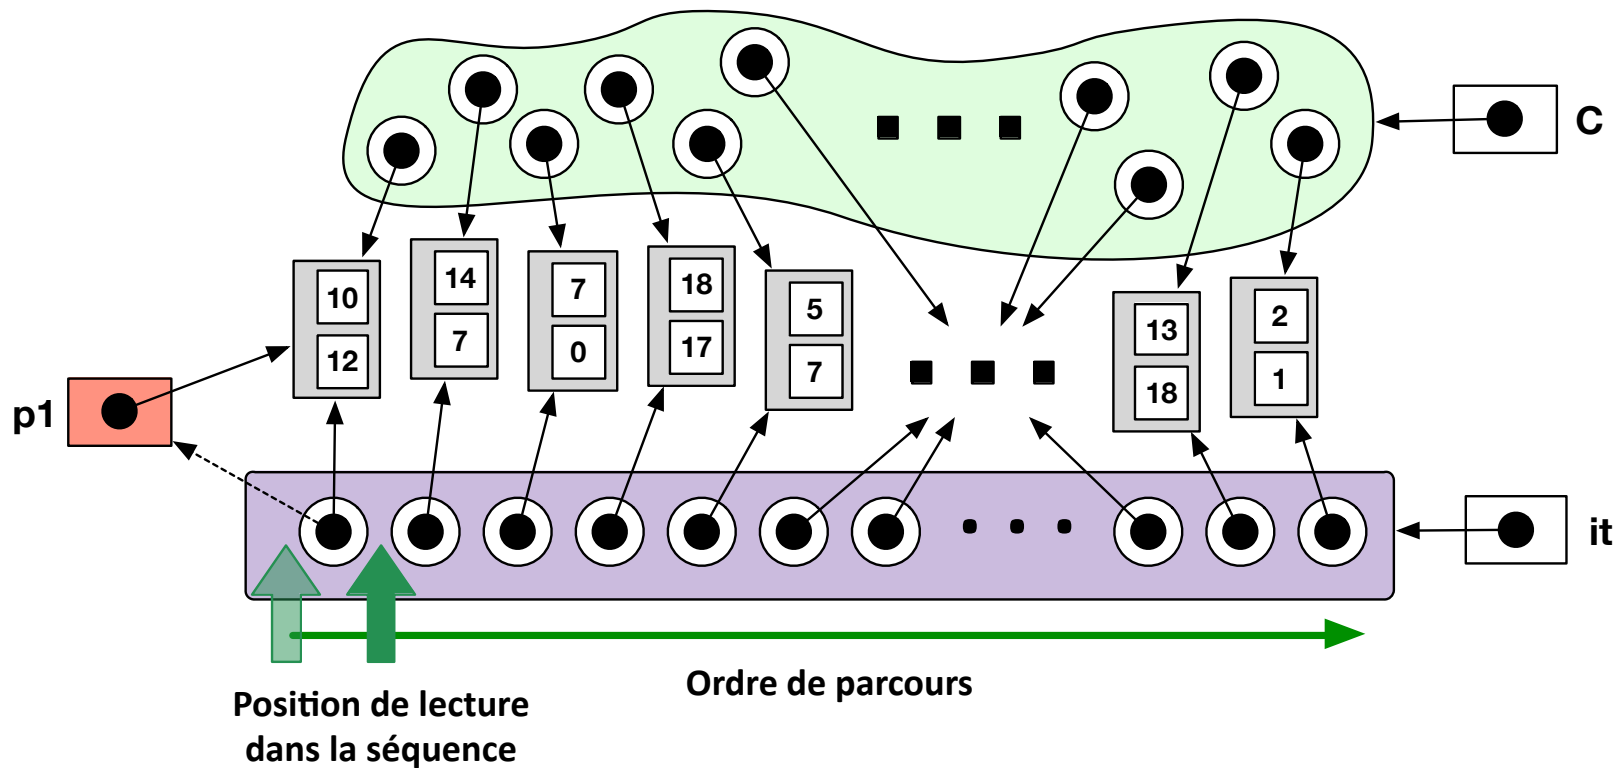 C
10
12
14
7
7
0
18
17
5
7
13
18
2
1
p1
it
Ordre de parcours
Position de lecture
dans la séquence